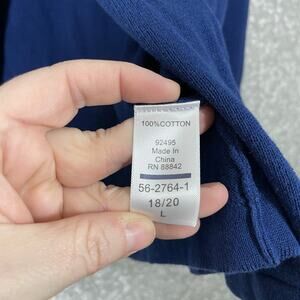 100%COTTON
92495
Made In
China
RN 88842
56-2764-1
18/20
L